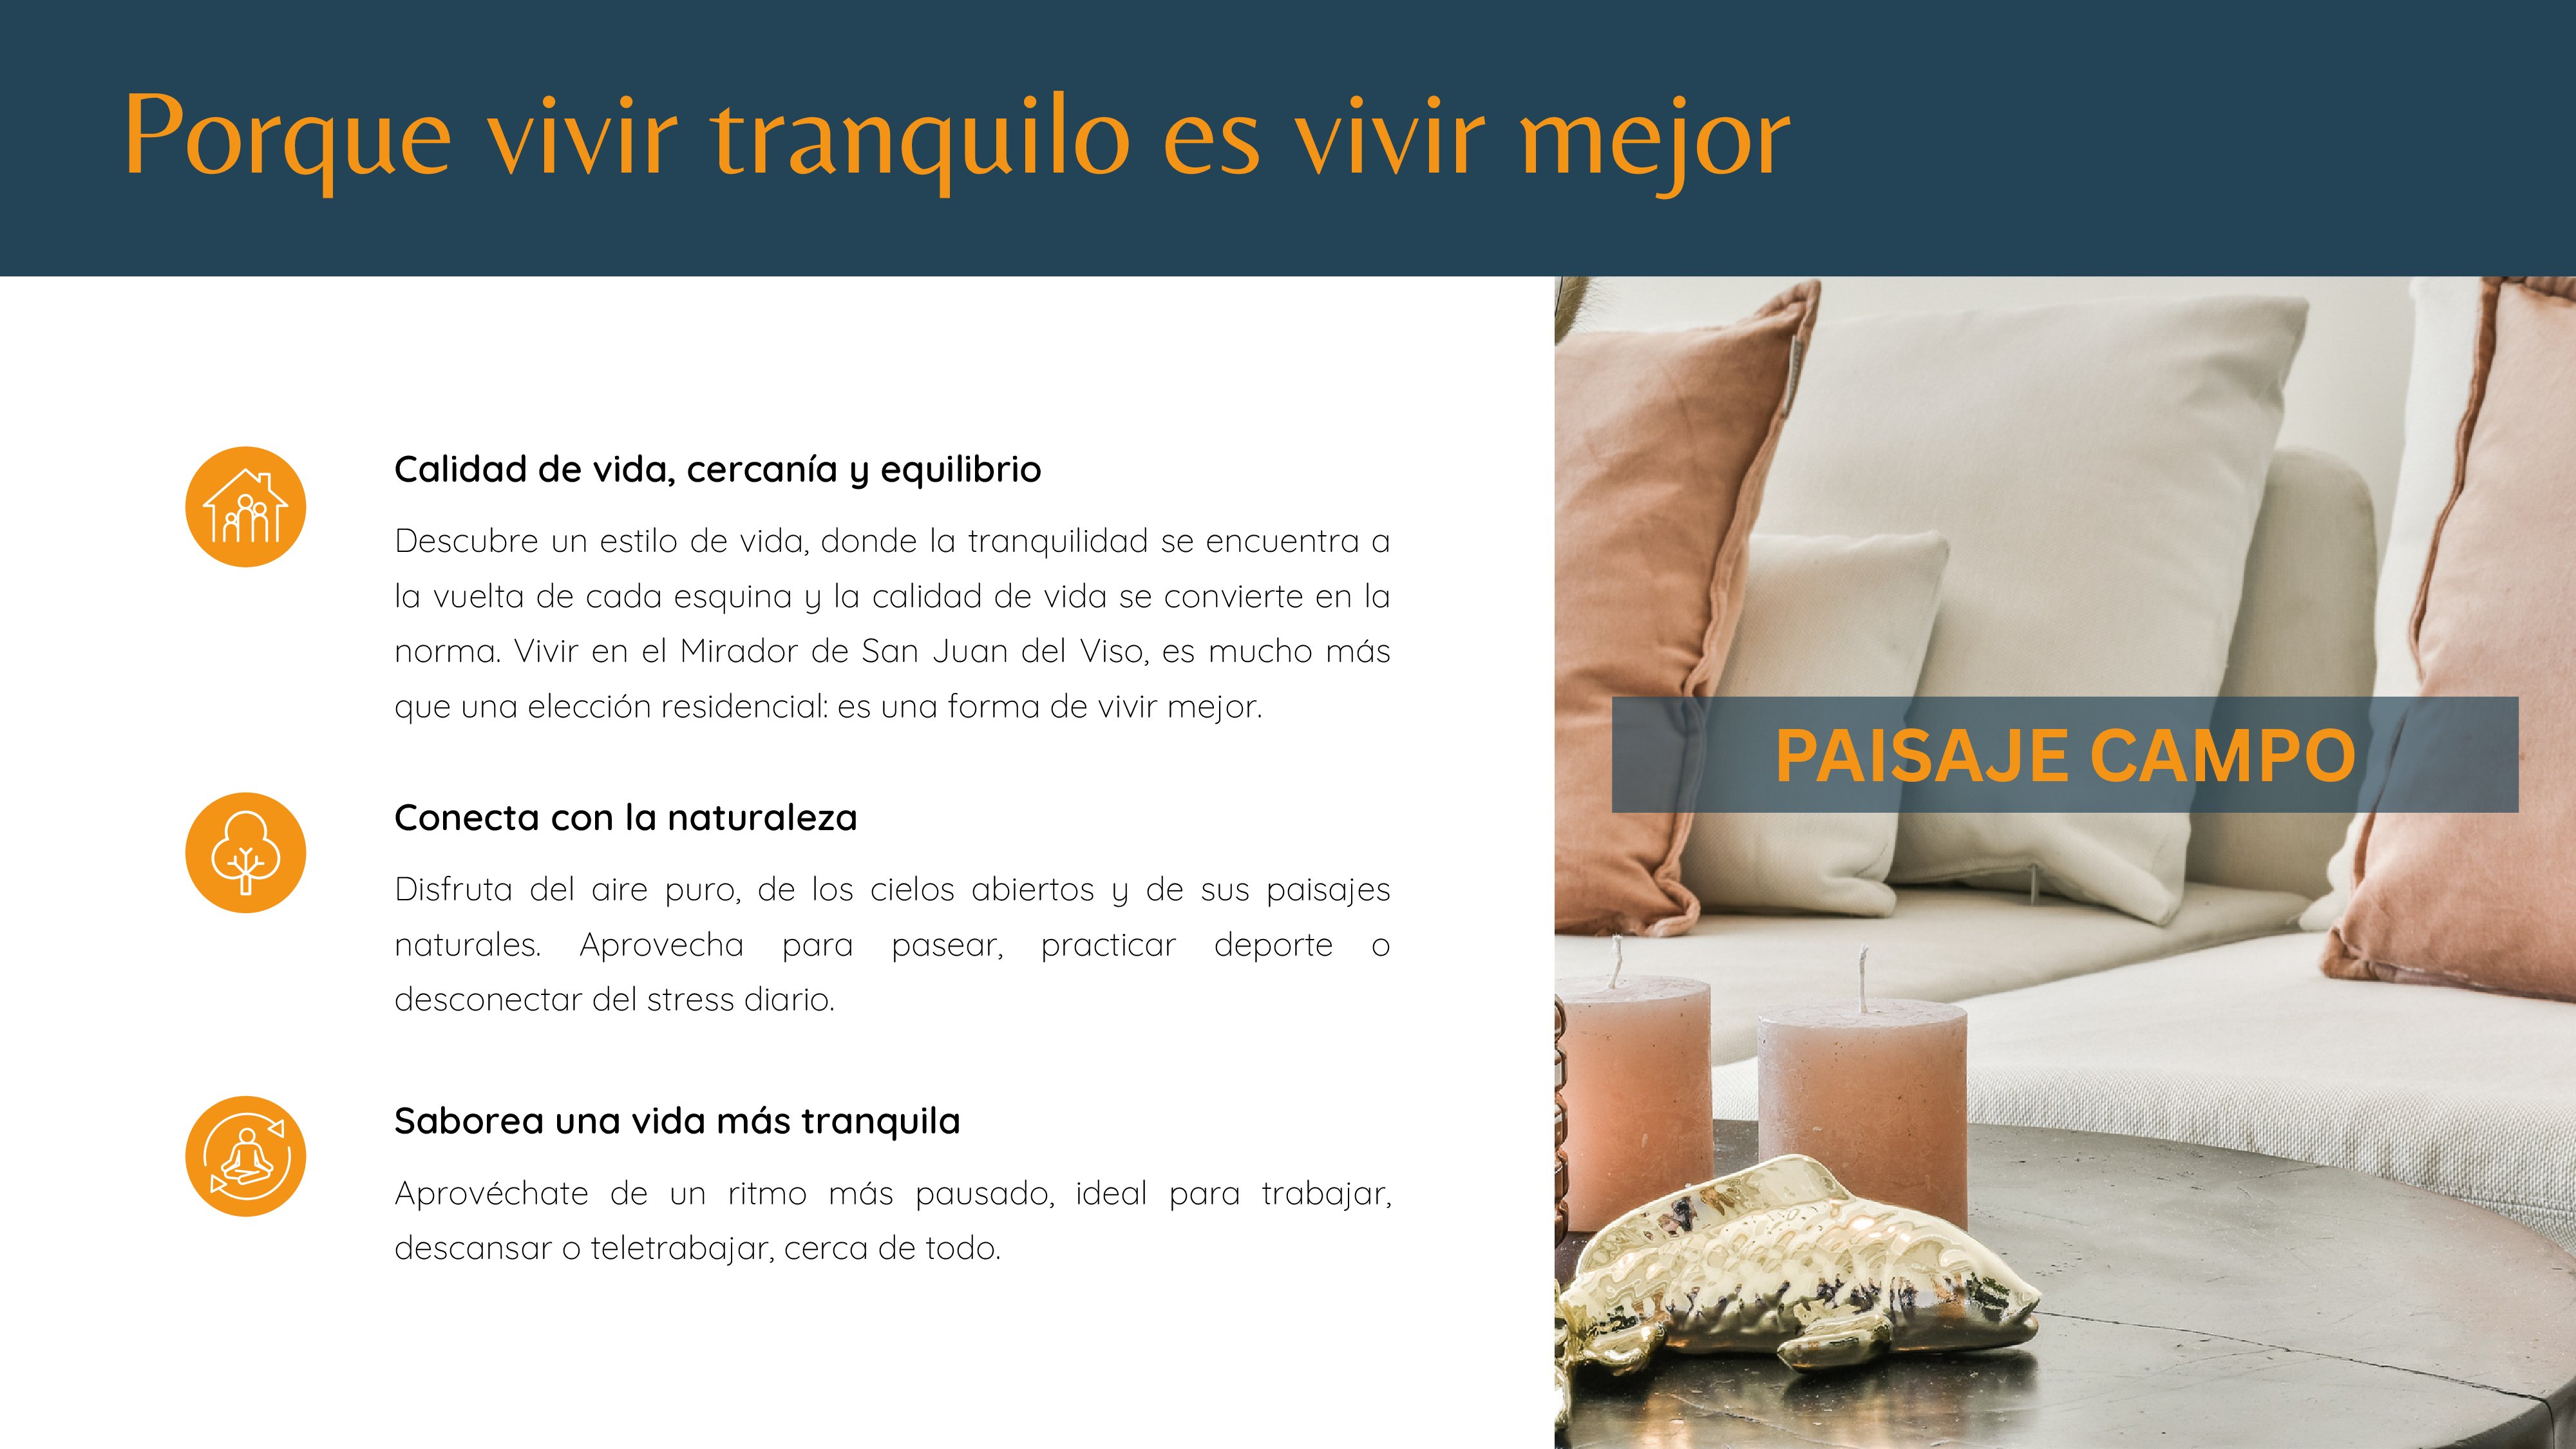 Porque vivir tranquilo es vivir mejor
Calidad de vida, cercanía y equilibrio
Descubre un estilo de vida, donde la tranquilidad se encuentra a
la vuelta de cada esquina y la calidad de vida se convierte en la
norma. Vivir en el Mirador de San Juan del Viso, es mucho más
que una elección residencial: es una forma de vivir mejor.
Conecta con la naturaleza
Disfruta del aire puro, de los cielos abiertos y de sus paisajes
naturales. Aprovecha para pasear, practicar deporte o
desconectar del stress diario.
Saborea una vida más tranquila
Aprovéchate de un ritmo más pausado, ideal para trabajar,
descansar o teletrabajar, cerca de todo.
PAISAJE CAMPO